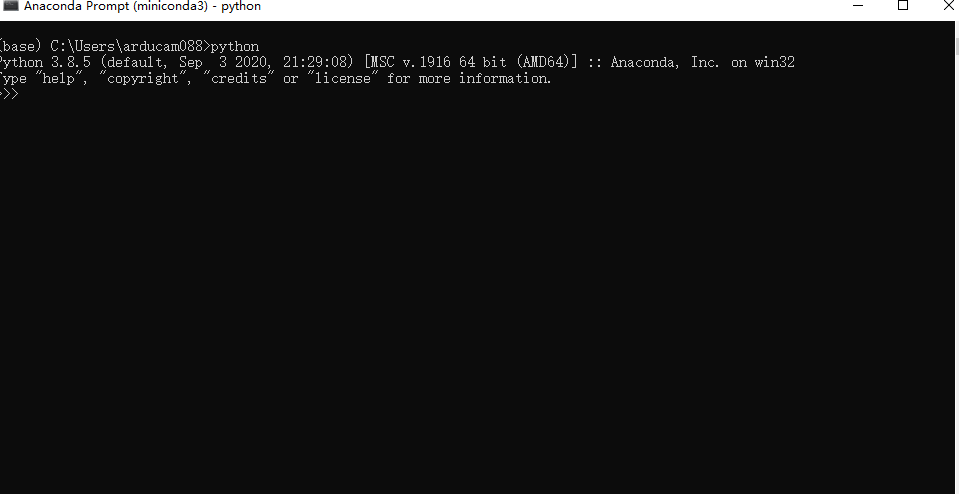 Anaconda Prompt (miniconda3) - python
(base) C:\Users\arducam088>python
Python 3.8.5 (default, Sep  3 2020, 21:29:08) [MSC v.1916 64 bit (AMD64)] :: Anaconda, Inc. on win32
Type "help", "copyright", "credits" or "license" for more information.
>>>